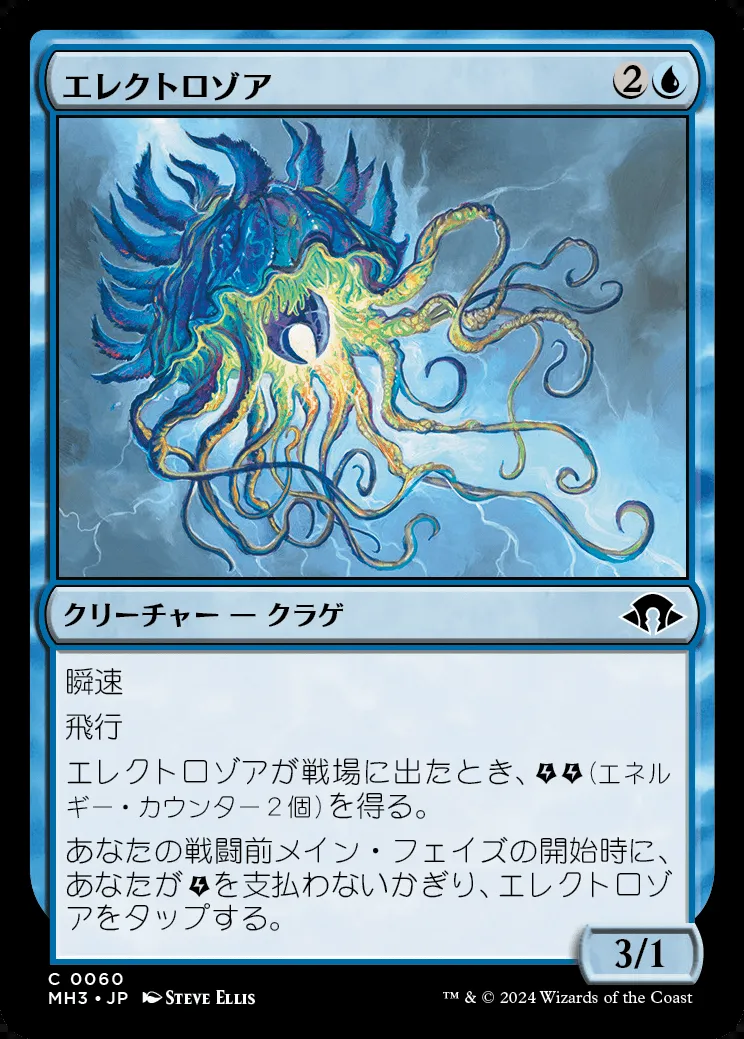 エレクトロゾア 2
クリーチャー — クラゲ
瞬速
飛行
エレクトロゾアが戦場に出たとき、(エネル
ギー・カウンター2個)を得る。
あなたの戦闘前メイン・フェイズの開始時に、
あなたがを支払わないかぎり、エレクトロゾ
アをタップする。
3/1
C 0060
MH3 • JP STEVE ELLIS
™ & © 2024 Wizards of the Coast